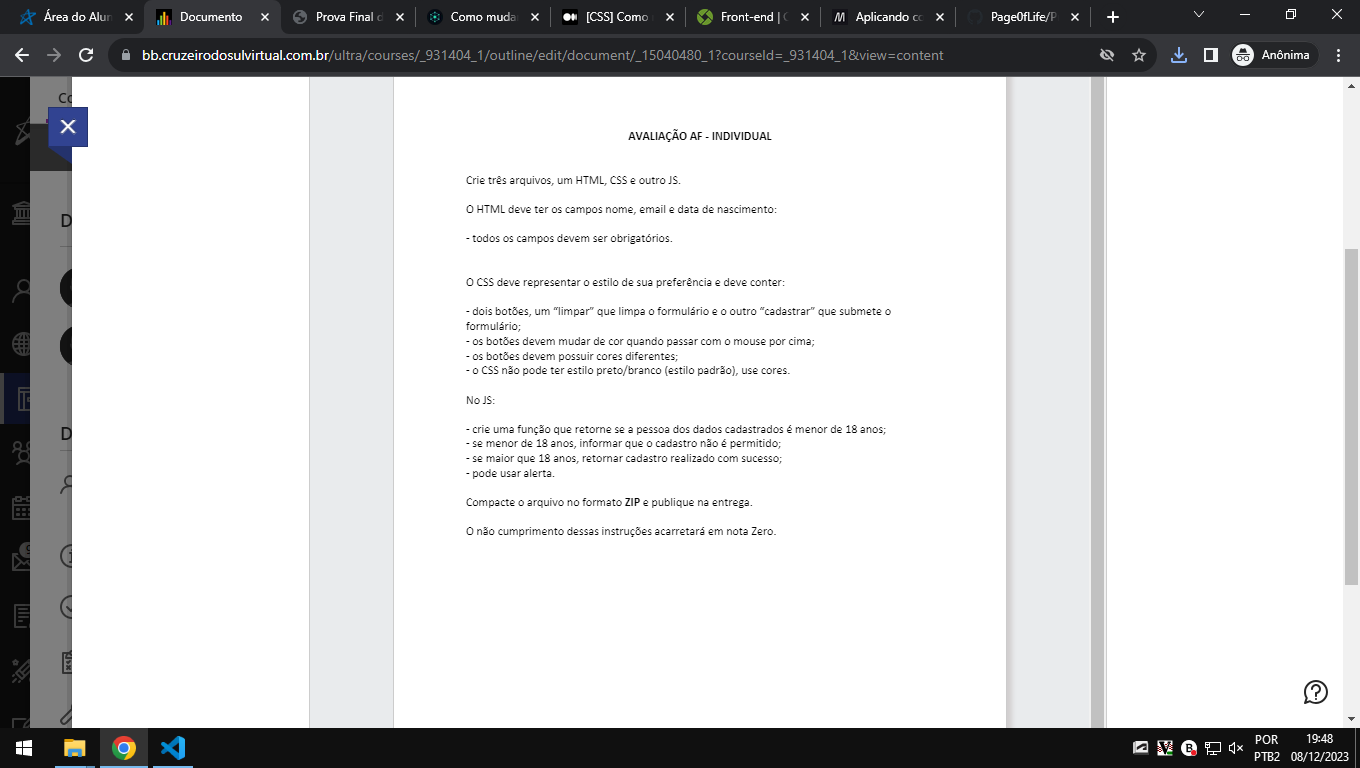 Área do Alun
Documento
Prova Final d
Como muda
[CSS] Como
Front-end | C
Aplicando co
PageOfLife/P
bb.cruzeirodosulvirtual.com.br/ultra/courses/_931404_1/outline/edit/document/_15040480_1?courseId=_931404_1&view=content
Anônima
Co
D
D
AVALIAÇÃO AF - INDIVIDUAL
Crie três arquivos, um HTML, CSS e outro JS.
O HTML deve ter os campos nome, email e data de nascimento:
- todos os campos devem ser obrigatórios.
O CSS deve representar o estilo de sua preferência e deve conter:
- dois botões, um “limpar” que limpa o formulário e o outro “cadastrar” que submete o
formulário;
- os botões devem mudar de cor quando passar com o mouse por cima;
- os botões devem possuir cores diferentes;
- o CSS não pode ter estilo preto/branco (estilo padrão), use cores.
No JS:
- crie uma função que retorne se a pessoa dos dados cadastrados é menor de 18 anos;
- se menor de 18 anos, informar que o cadastro não é permitido;
- se maior que 18 anos, retornar cadastro realizado com sucesso;
- pode usar alerta.
Compacte o arquivo no formato ZIP e publique na entrega.
O não cumprimento dessas instruções acarretará em nota Zero.
POR
PTB2
19:48
08/12/2023